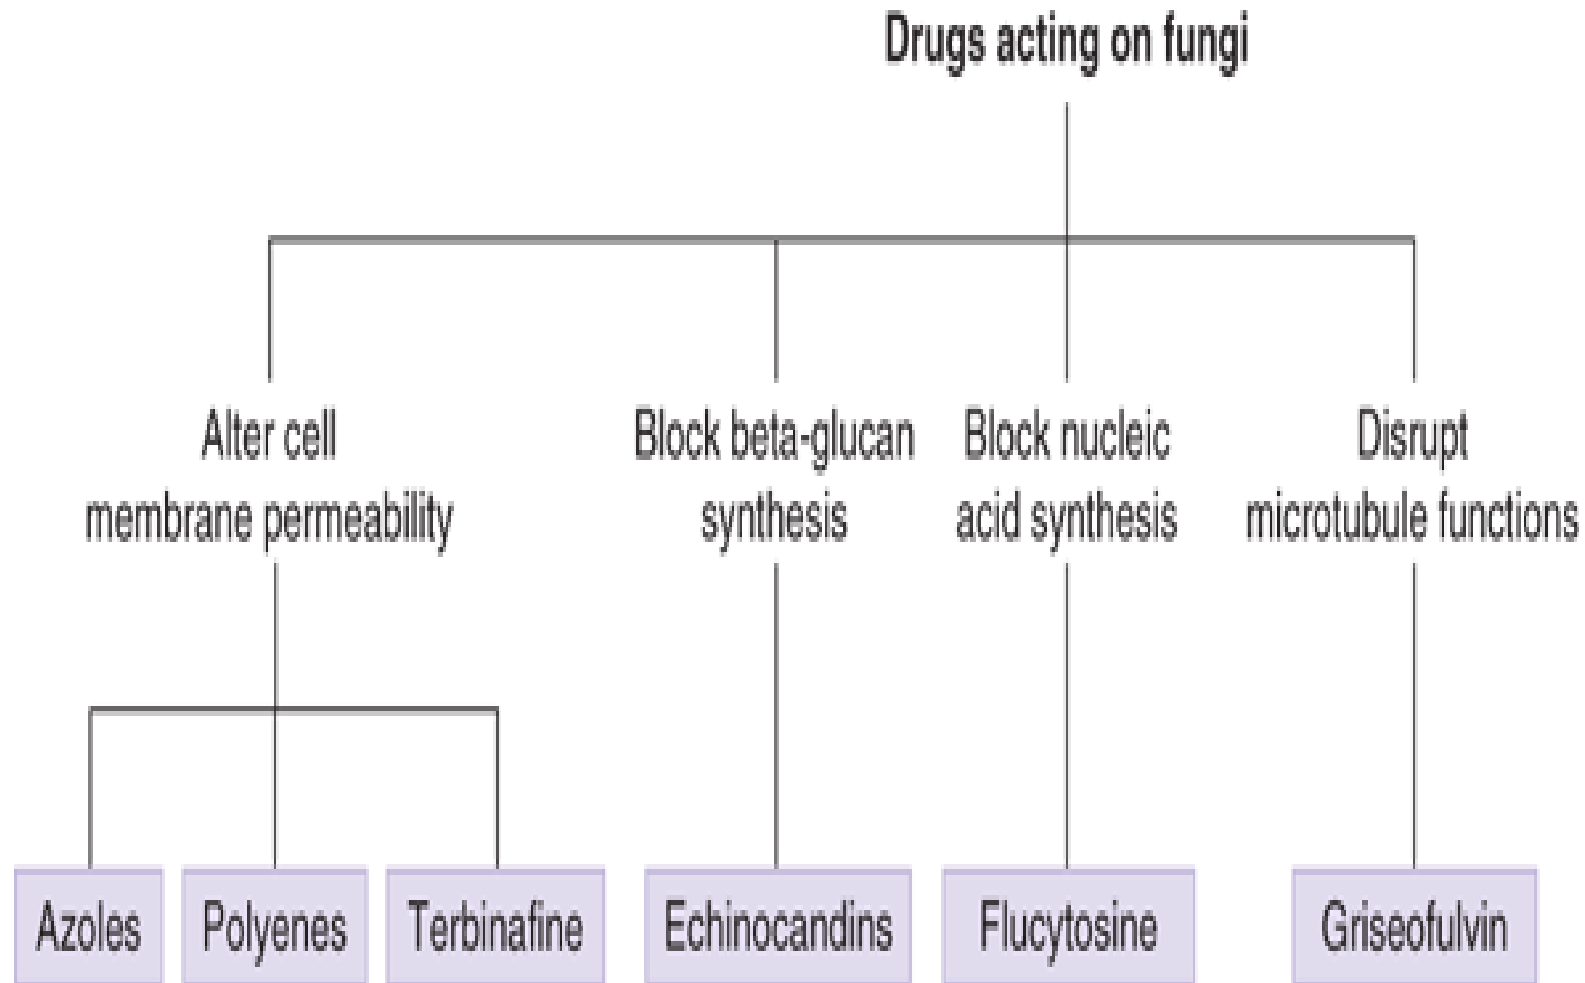 Drugs acting on fungi
Alter cell
membrane permeability
Block beta-glucan
synthesis
Block nucleic
acid synthesis
Disrupt
microtubule functions
Azoles
Polyenes
Terbinafine
Echinocandins
Flucytosine
Griseofulvin